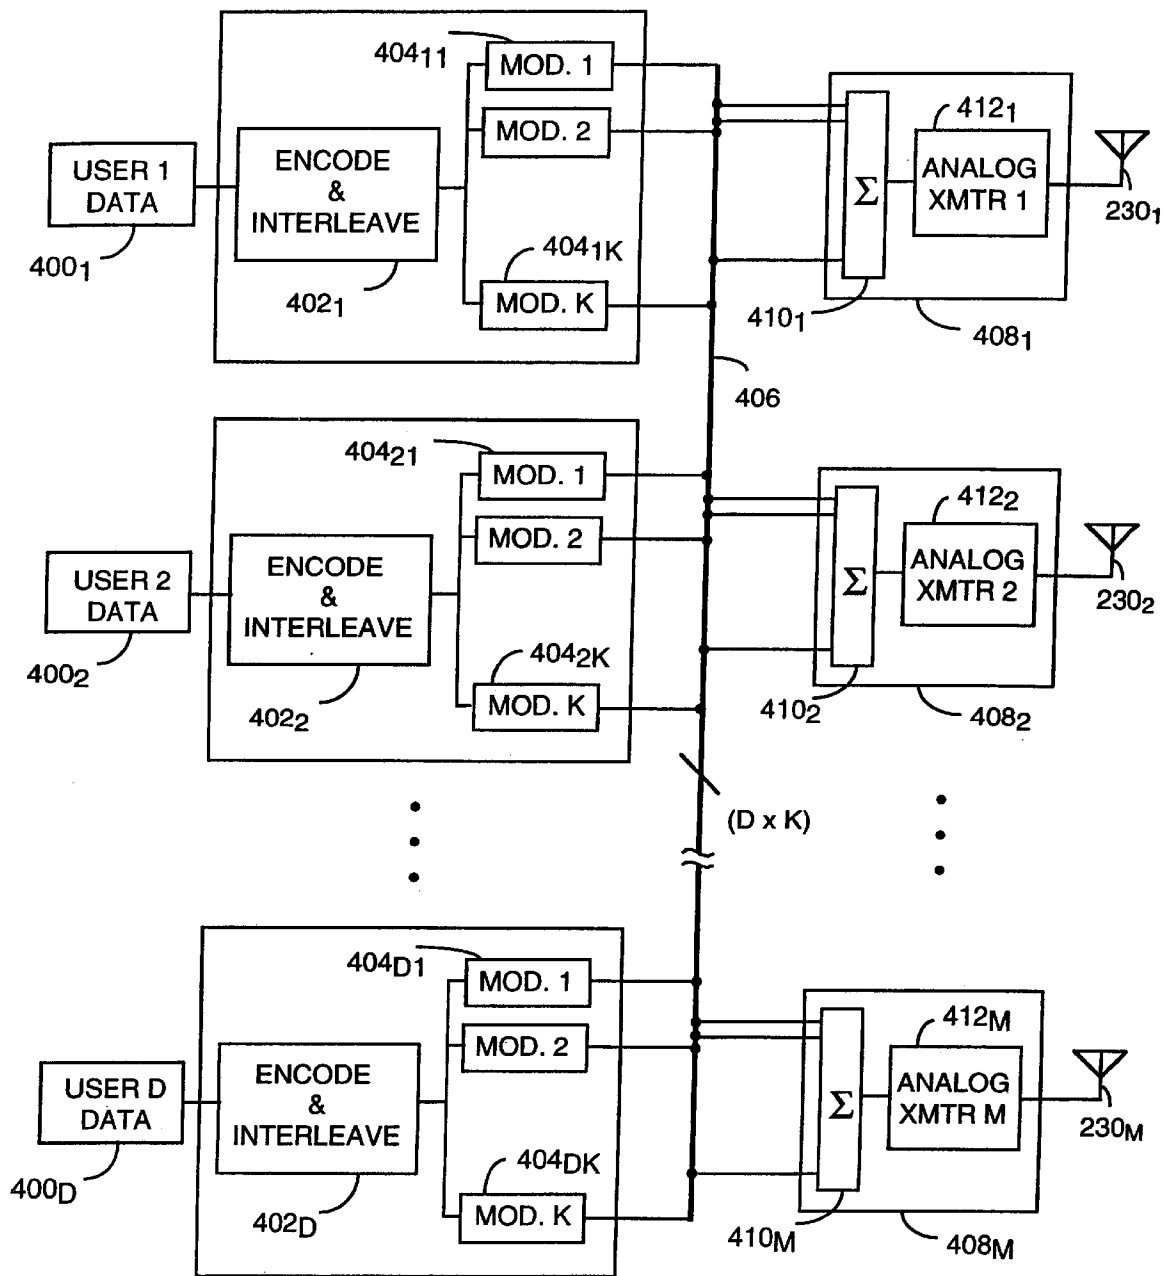 404₁₁
MOD. 1
MOD. 2
404₁K
MOD. K
USER 1
DATA
400₁
ENCODE
&
INTERLEAVE
402₁
412₁
Σ
ANALOG
XMTR 1
230₁
410₁
408₁
406
404₂₁
MOD. 1
MOD. 2
404₂K
MOD. K
USER 2
DATA
400₂
ENCODE
&
INTERLEAVE
402₂
412₂
Σ
ANALOG
XMTR 2
230₂
410₂
408₂
(D x K)
404D1
MOD. 1
MOD. 2
404DK
MOD. K
USER D
DATA
400D
ENCODE
&
INTERLEAVE
402D
412M
Σ
ANALOG
XMTR M
230M
410M
408M